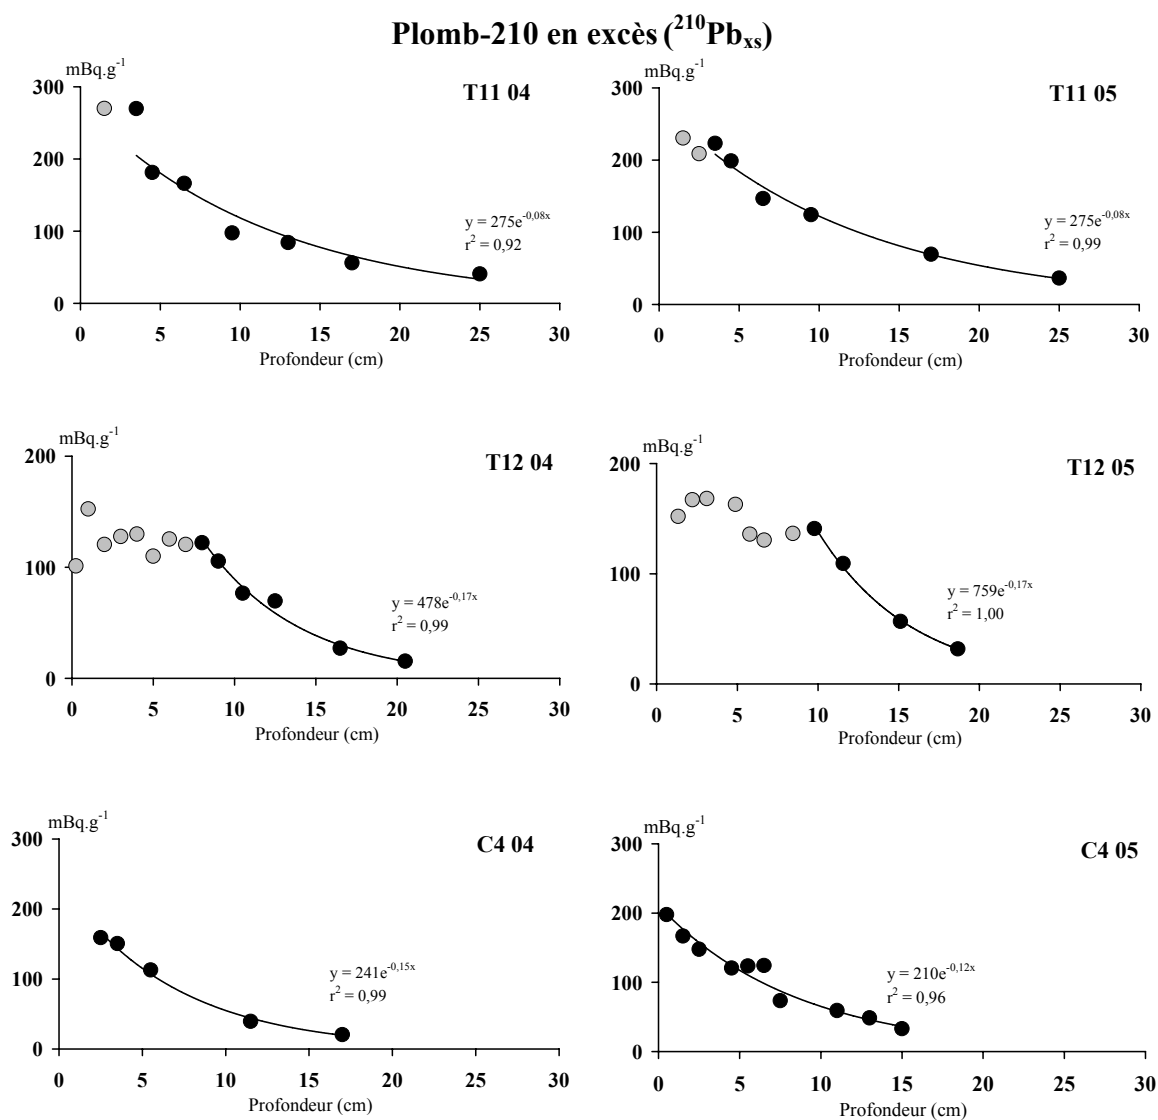 Plomb-210 en excès (²¹⁰Pbxs)
mBq.g⁻¹
T11 04
300
200
100
0
y = 275e⁻⁰,⁰⁸ˣ
r² = 0,92
0 5 10 15 20 25 30
Profondeur (cm)
mBq.g⁻¹
T11 05
300
200
100
0
y = 275e⁻⁰,⁰⁸ˣ
r² = 0,99
0 5 10 15 20 25 30
Profondeur (cm)
mBq.g⁻¹
T12 04
200
100
0
y = 478e⁻⁰,¹⁷ˣ
r² = 0,99
0 5 10 15 20 25 30
Profondeur (cm)
mBq.g⁻¹
T12 05
200
100
0
y = 759e⁻⁰,¹⁷ˣ
r² = 1,00
0 5 10 15 20 25 30
Profondeur (cm)
mBq.g⁻¹
C4 04
300
200
100
0
y = 241e⁻⁰,¹⁵ˣ
r² = 0,99
0 5 10 15 20 25 30
Profondeur (cm)
mBq.g⁻¹
C4 05
300
200
100
0
y = 210e⁻⁰,¹²ˣ
r² = 0,96
0 5 10 15 20 25 30
Profondeur (cm)